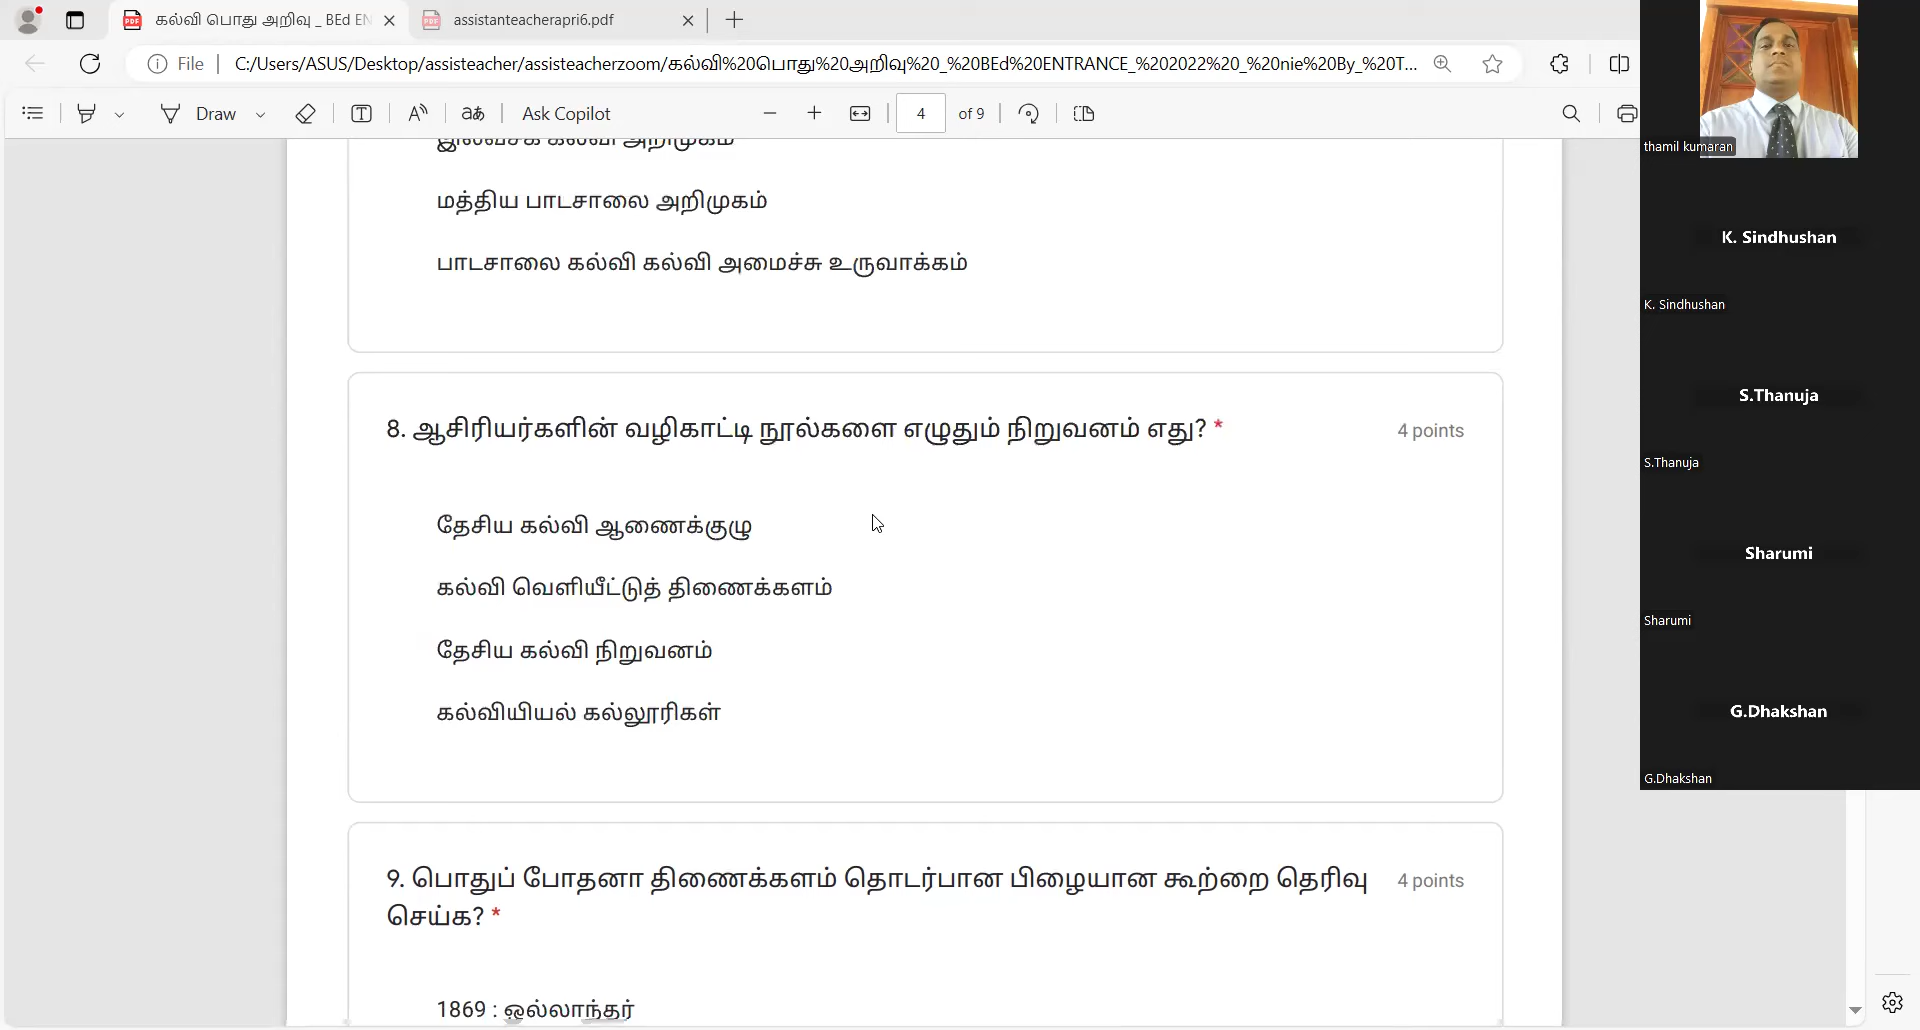 கல்வி பொது அறிவு _ BEd EN
assistanteacherapri6.pdf
File
C:/Users/ASUS/Desktop/assisteacher/assisteacherzoom/கல்வி%20பொது%20அறிவு%20_%20BEd%20ENTRANCE_%202022%20_%20nie%20By_%20T...
Draw
Ask Copilot
4
of 9
thamil kumaran
மத்திய பாடசாலை அறிமுகம்
பாடசாலை கல்வி கல்வி அமைச்சு உருவாக்கம்
8. ஆசிரியர்களின் வழிகாட்டி நூல்களை எழுதும் நிறுவனம் எது? *
4 points
தேசிய கல்வி ஆணைக்குழு
கல்வி வெளியீட்டுத் திணைக்களம்
தேசிய கல்வி நிறுவனம்
கல்வியியல் கல்லூரிகள்
9. பொதுப் போதனா திணைக்களம் தொடர்பான பிழையான கூற்றை தெரிவு
செய்க? *
4 points
1869 : ஒல்லாந்தர்
K. Sindhushan
K. Sindhushan
S.Thanuja
S.Thanuja
Sharumi
Sharumi
G.Dhakshan
G.Dhakshan